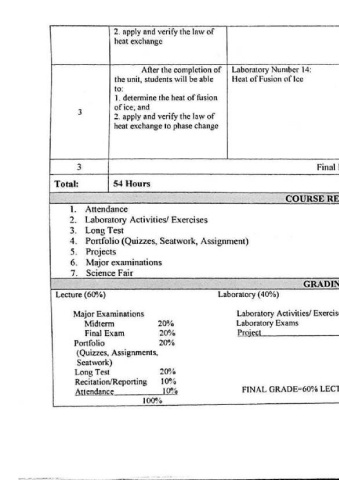 2. apply and verify the law of
heat exchange
After the completion of
the unit, students will be able
to:
1. determine the heat of fusion
of ice; and
2. apply and verify the law of
heat exchange to phase change
3
Laboratory Number 14:
Heat of Fusion of Ice
3
Final
Total:
54 Hours
COURSE RE
1. Attendance
2. Laboratory Activities/ Exercises
3. Long Test
4. Portfolio (Quizzes, Seatwork, Assignment)
5. Projects
6. Major examinations
7. Science Fair
GRADIN
Lecture (60%)
Major Examinations
Midterm 20%
Final Exam 20%
Portfolio 20%
(Quizzes, Assignments,
Seatwork)
Long Test 20%
Recitation/Reporting 10%
Attendance 10%
100%
Laboratory (40%)
Laboratory Activities/ Exercis
Laboratory Exams
Project
FINAL GRADE=60% LECT